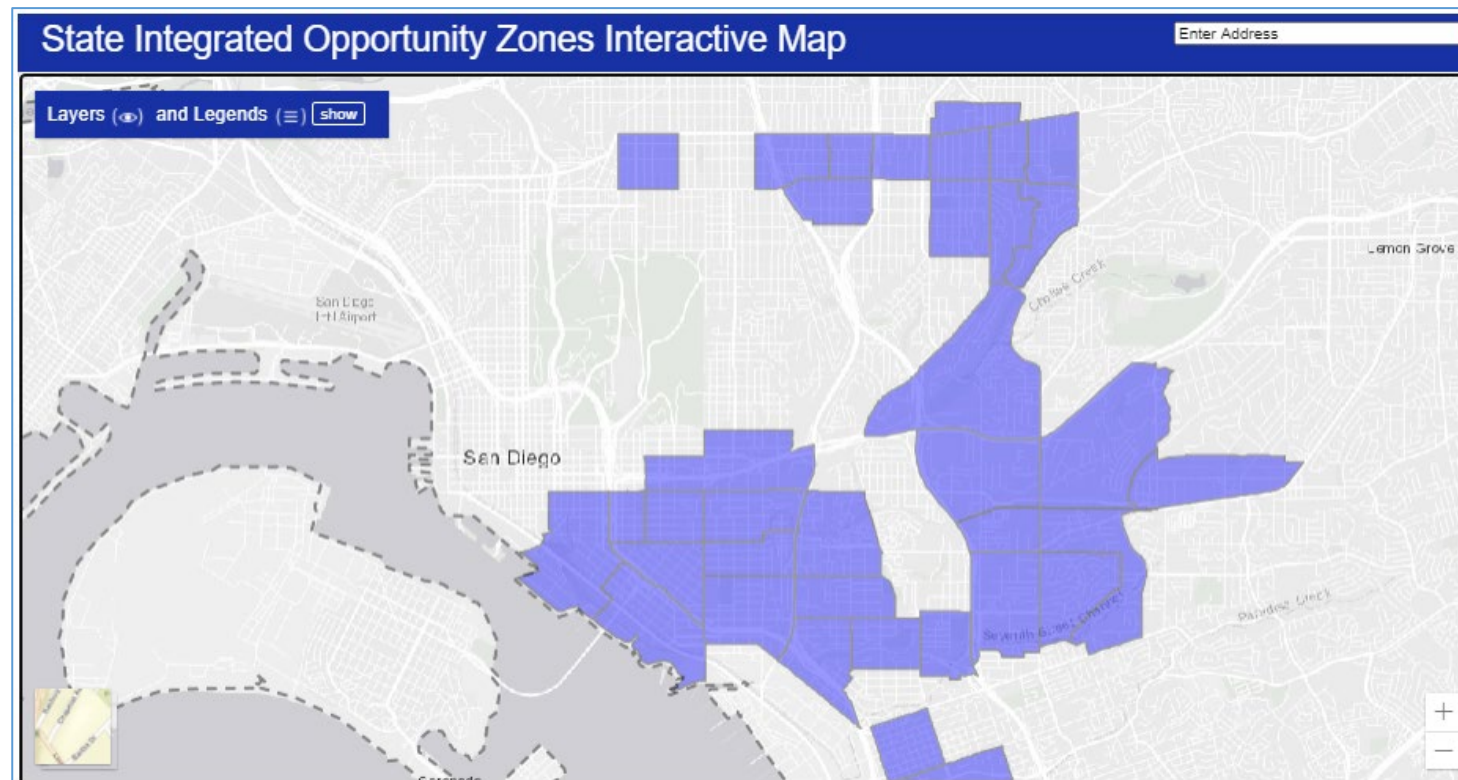 State Integrated Opportunity Zones Interactive Map
Enter Address
Layers ( ) and Legends ( ) show
Lemon Grove
Chollas Creek
San Diego
Intl Airport
San Diego
Paradise Creek
Seventh Street Channel
Coronado
+
−